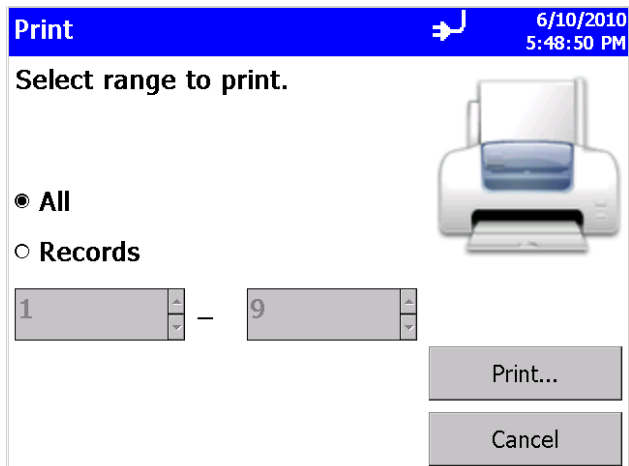 Print
6/10/2010
5:48:50 PM
Select range to print.
All
Records
1 – 9
Print...
Cancel